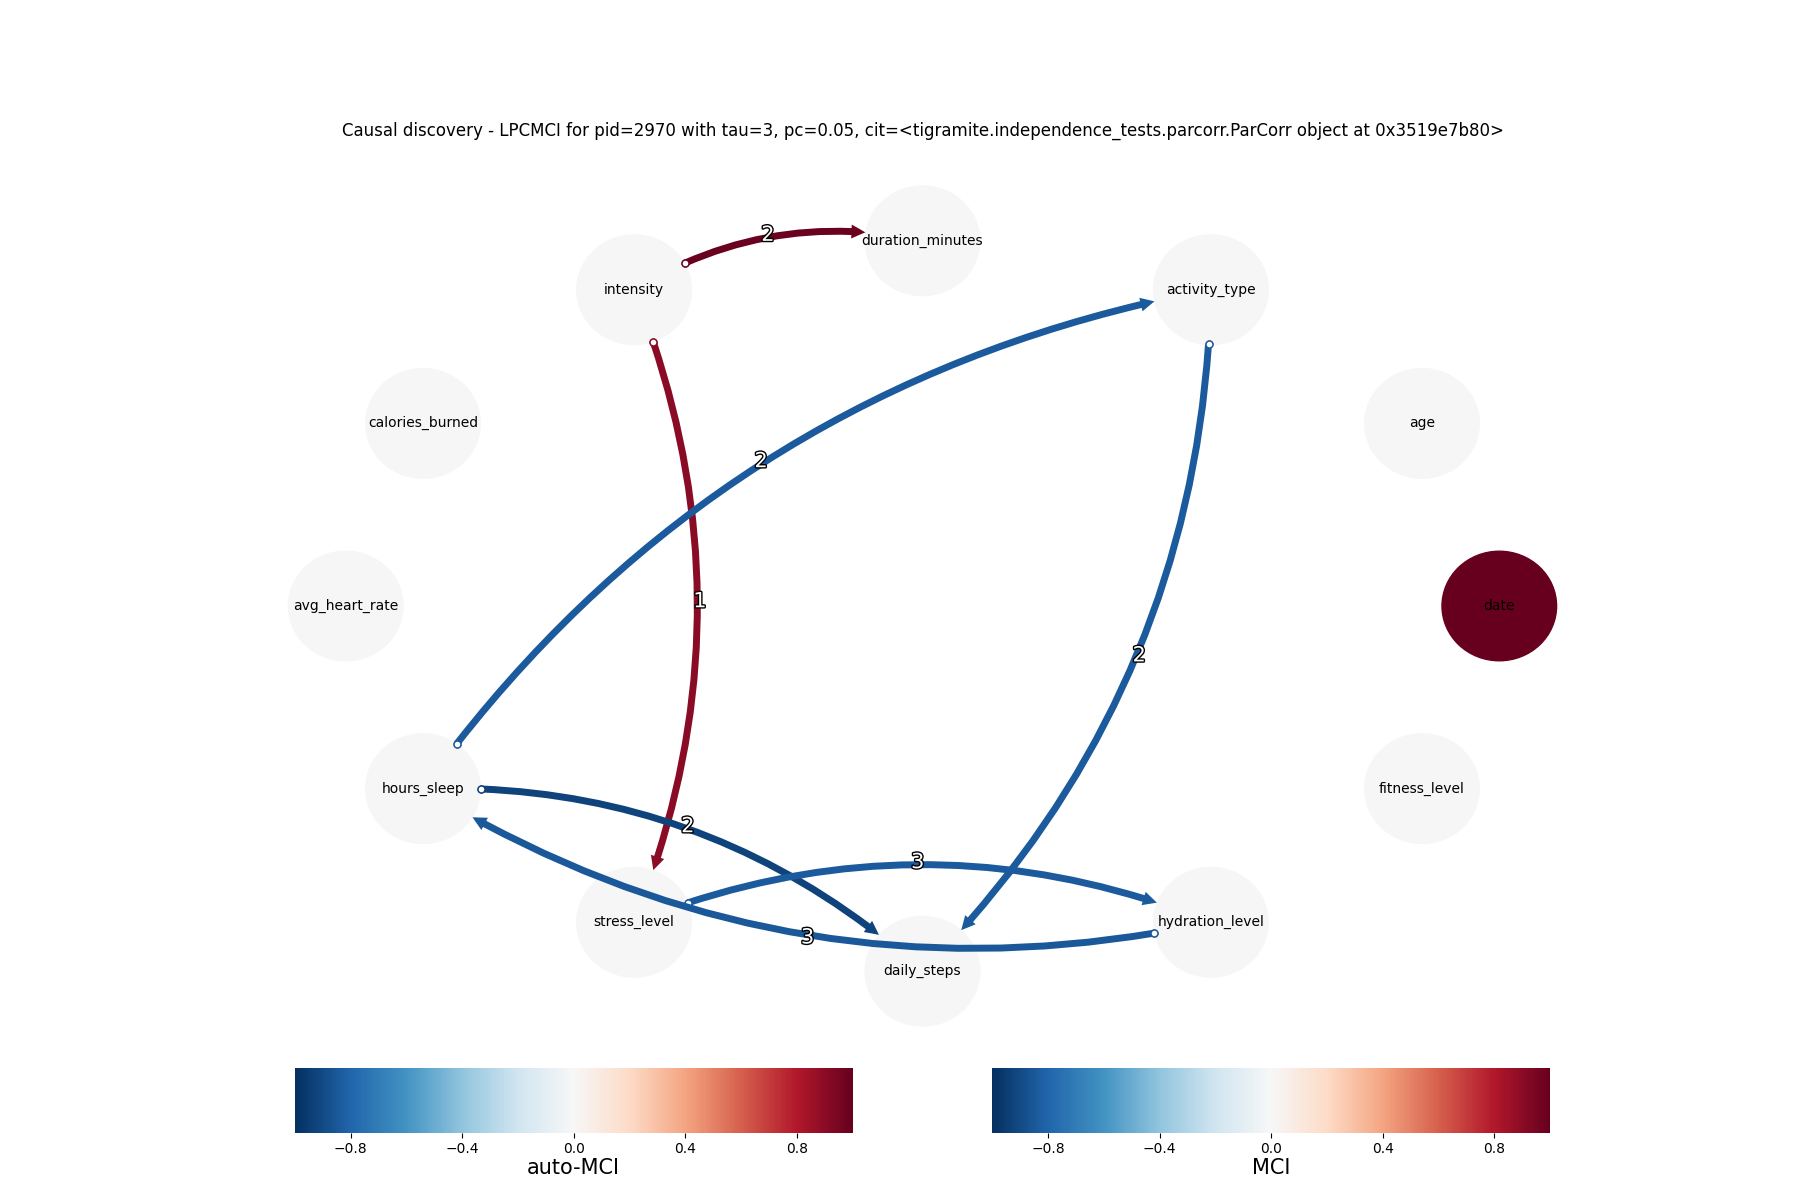 Causal discovery - LPCMCI for pid=2970 with tau=3, pc=0.05, cit=<tigramite.independence_tests.parcorr.ParCorr object at 0x3519e7b80>
2
duration_minutes
intensity
activity_type
calories_burned
age
2
1
avg_heart_rate
date
2
hours_sleep
fitness_level
2
3
stress_level
hydration_level
3
daily_steps
−0.8 −0.4 0.0 0.4 0.8
auto-MCI
−0.8 −0.4 0.0 0.4 0.8
MCI